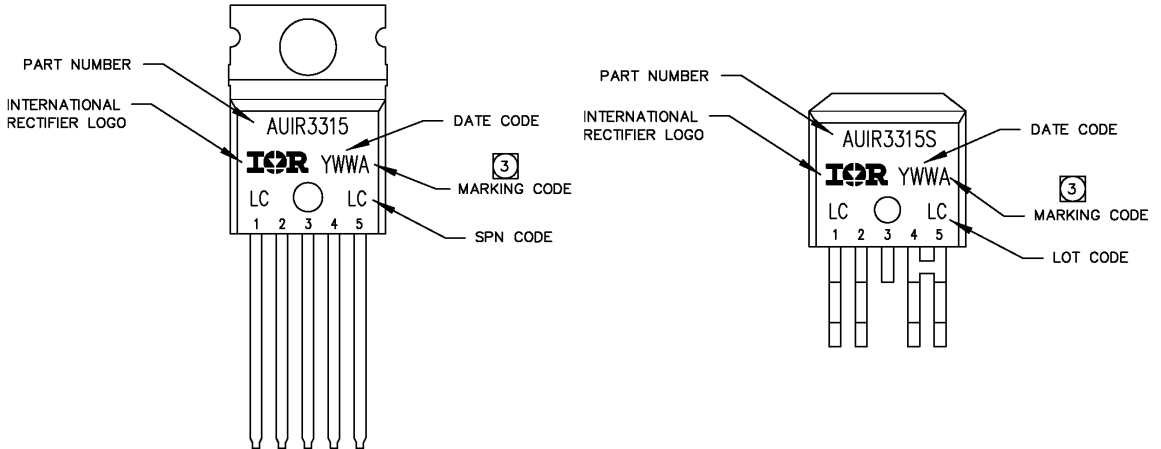 PART NUMBER
INTERNATIONAL
RECTIFIER LOGO
AUIR3315
DATE CODE
IOR YWWA
3
MARKING CODE
LC LC
1 2 3 4 5
SPN CODE
PART NUMBER
INTERNATIONAL
RECTIFIER LOGO
AUIR3315S
DATE CODE
IOR YWWA
3
MARKING CODE
LC LC
1 2 3 4 5
LOT CODE